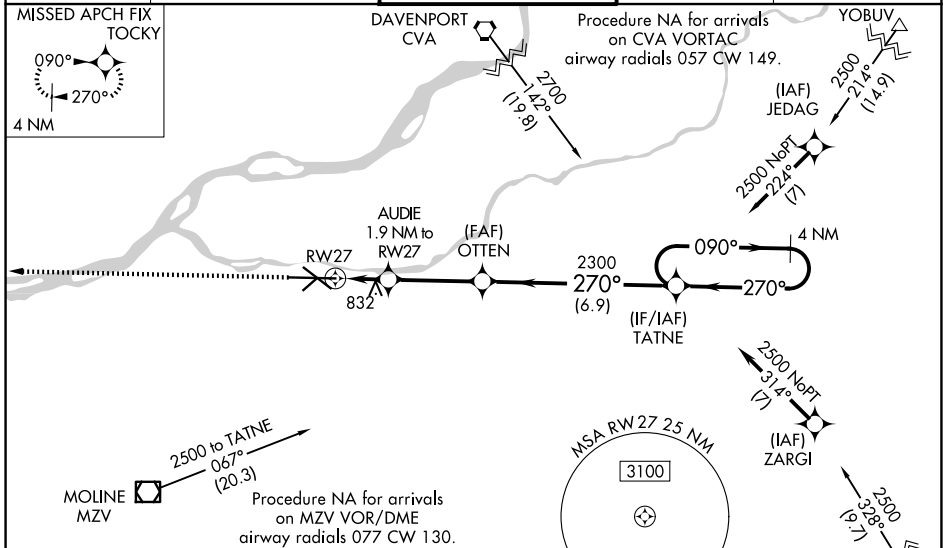 MISSED APCH FIX
TOCKY
090°
270°
4 NM
DAVENPORT
CVA
2700
142°
(19.8)
Procedure NA for arrivals
on CVA VORTAC
airway radials 057 CW 149.
YOBUV
2500
214°
(14.9)
(IAF)
JEDAG
2500 NoPT
224°
(7)
AUDIE
1.9 NM to
RW27
RW27
832
(FAF)
OTTEN
2300
270°
(6.9)
090°
4 NM
270°
(IF/IAF)
TATNE
2500 NoPT
314°
(7)
(IAF)
ZARGI
2500
328°
(9.7)
2500 to TATNE
067°
(20.3)
MOLINE
MZV
Procedure NA for arrivals
on MZV VOR/DME
airway radials 077 CW 130.
MSA RW27 25 NM
3100